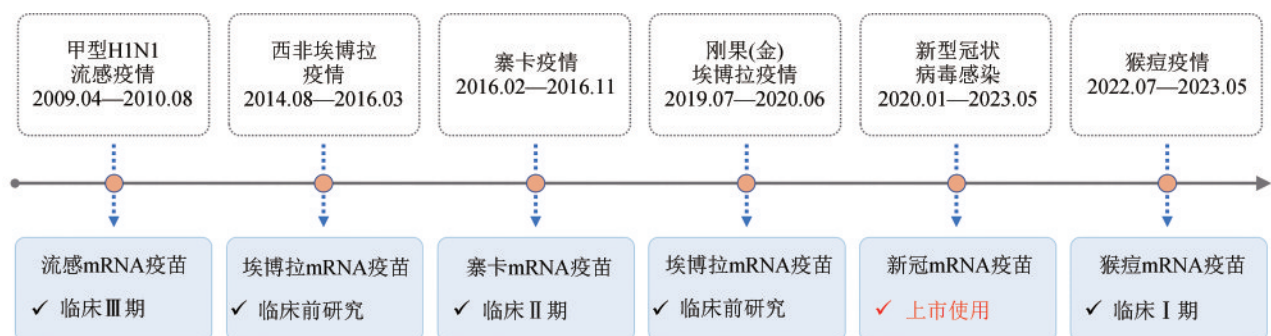 甲型H1N1
流感疫情
2009.04—2010.08
西非埃博拉
疫情
2014.08—2016.03
寨卡疫情
2016.02—2016.11
刚果(金)
埃博拉疫情
2019.07—2020.06
新型冠状
病毒感染
2020.01—2023.05
猴痘疫情
2022.07—2023.05
流感mRNA疫苗
✓ 临床Ⅲ期
埃博拉mRNA疫苗
✓ 临床前研究
寨卡mRNA疫苗
✓ 临床Ⅱ期
埃博拉mRNA疫苗
✓ 临床前研究
新冠mRNA疫苗
✓ 上市使用
猴痘mRNA疫苗
✓ 临床Ⅰ期